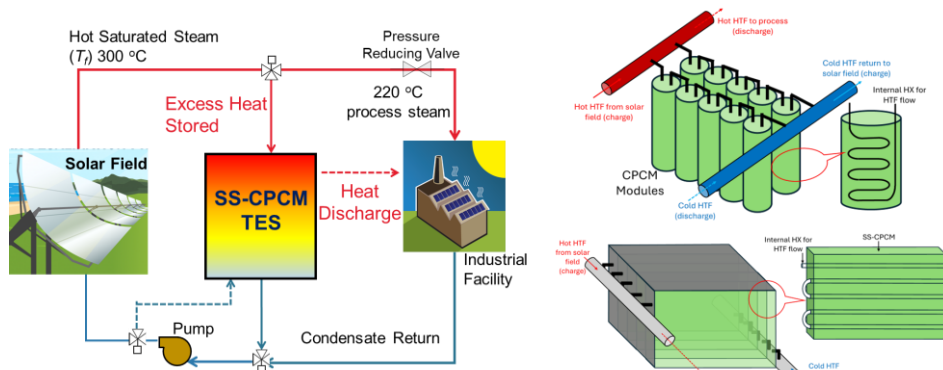 Hot Saturated Steam
(Tf) 300 °C
Pressure
Reducing Valve
Excess Heat
Stored
220 °C
process steam
Solar Field
SS-CPCM
TES
Heat
Discharge
Industrial
Facility
Pump
Condensate Return
Hot HTF to process
(discharge)
Cold HTF return to
solar field (charge)
Internal HX for
HTF flow
Hot HTF from solar
field (charge)
CPCM
Modules
Cold HTF
(discharge)
Hot HTF
from solar
field
(charge)
Internal HX for
HTF flow
SS-CPCM
Cold HTF